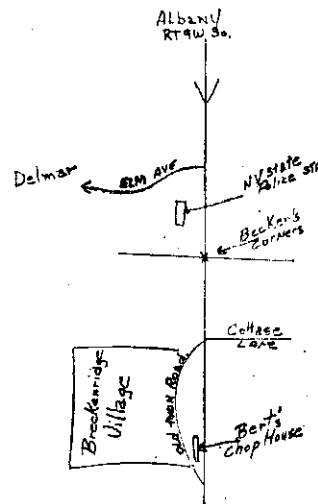 Albany
RT 9W So.
ELM AVE
Delmar
NY State
Police STA
Becker's
Corners
Cottage
Lane
Breckenridge
Village
old Town Road
Bert's
Chop House